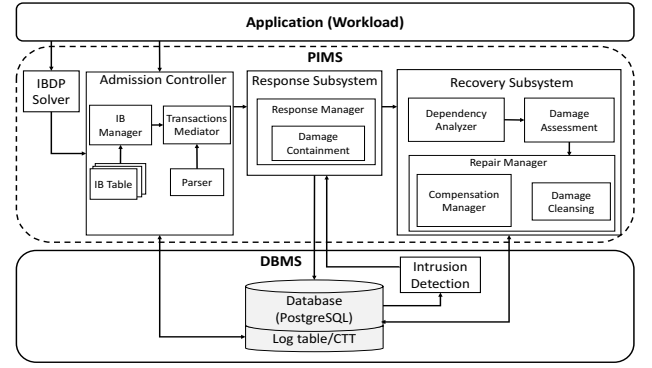 Application (Workload)
PIMS
IBDP
Solver
Admission Controller
IB
Manager
Transactions
Mediator
IB Table
Parser
Response Subsystem
Response Manager
Damage
Containment
Recovery Subsystem
Dependency
Analyzer
Damage
Assessment
Repair Manager
Compensation
Manager
Damage
Cleansing
DBMS
Intrusion
Detection
Database
(PostgreSQL)
Log table/CTT